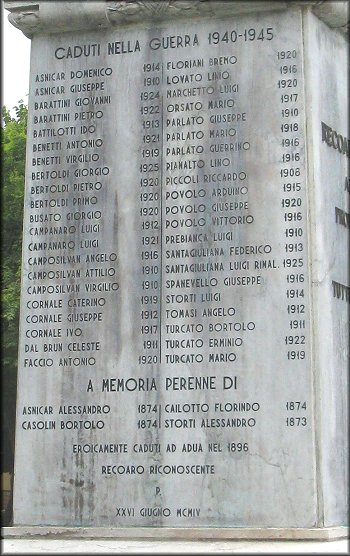 CADUTI NELLA GUERRA 1940-1945
ASNICAR DOMENICO 1914
ASNICAR GIUSEPPE 1910
BARATTINI GIOVANNI 1924
BARATTINI PIETRO 1922
BATTILOTTI IDO 1913
BENETTI ANTONIO 1921
BENETTI VIRGILIO 1919
BERTOLDI GIORGIO 1925
BERTOLDI PIETRO 1920
BERTOLDI PRIMO 1920
BUSATO GIORGIO 1920
CAMPANARO LUIGI 1912
CAMPANARO LUIGI 1921
CAMPOSILVAN ANGELO 1916
CAMPOSILVAN ATTILIO 1910
CAMPOSILVAN VIRGILIO 1910
CORNALE CATERINO 1919
CORNALE GIUSEPPE 1912
CORNALE IVO 1917
DAL BRUN CELESTE 1911
FACCIO ANTONIO 1920
FLORIANI BRENO 1920
LOVATO LINIO 1916
MARCHETTO LUIGI 1920
ORSATO MARIO 1917
PARLATO GIUSEPPE 1910
PARLATO MARIO 1918
PARLATO GUERRINO 1916
PIANALTO LINO 1916
PICCOLI RICCARDO 1908
POVOLO ARDUINO 1915
POVOLO GIUSEPPE 1920
POVOLO VITTORIO 1916
PREBIANCA LUIGI 1910
SANTAGIULIANA FEDERICO 1913
SANTAGIULIANA LUIGI RINAL. 1925
SPANEVELLO GIUSEPPE 1916
STORTI LUIGI 1914
TOMASI ANGELO 1912
TURCATO BORTOLO 1911
TURCATO ERMINIO 1922
TURCATO MARIO 1919
A MEMORIA PERENNE DI
ASNICAR ALESSANDRO 1874
CASOLIN BORTOLO 1874
CAILOTTO FLORINDO 1874
STORTI ALESSANDRO 1873
EROICAMENTE CADUTI AD ADUA NEL 1896
RECOARO RICONOSCENTE
P.
XXVI GIUGNO MCMIV